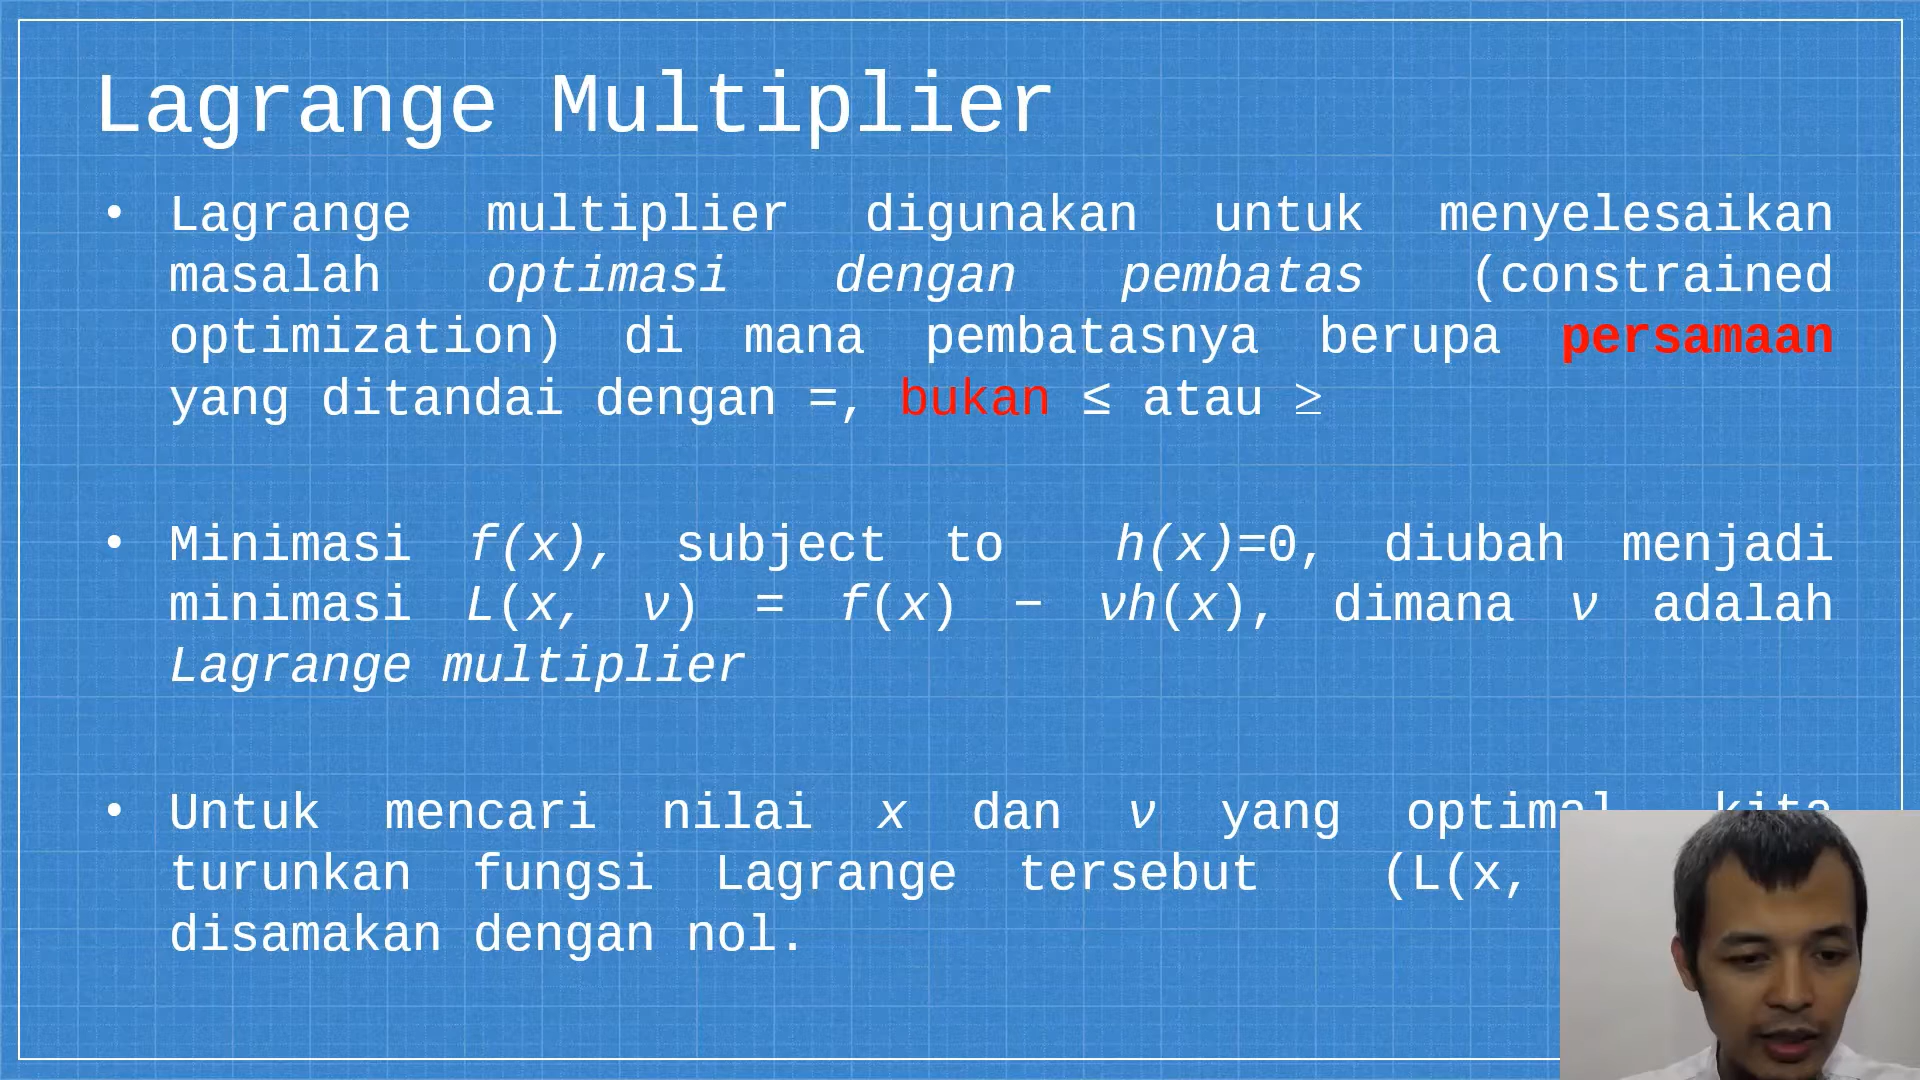 Lagrange Multiplier
• Lagrange multiplier digunakan untuk menyelesaikan
masalah optimasi dengan pembatas (constrained
optimization) di mana pembatasnya berupa persamaan
yang ditandai dengan =, bukan ≤ atau ≥
• Minimasi f(x), subject to h(x)=0, diubah menjadi
minimasi L(x, ν) = f(x) − νh(x), dimana ν adalah
Lagrange multiplier
• Untuk mencari nilai x dan ν yang optimal kita
turunkan fungsi Lagrange tersebut (L(x,
disamakan dengan nol.